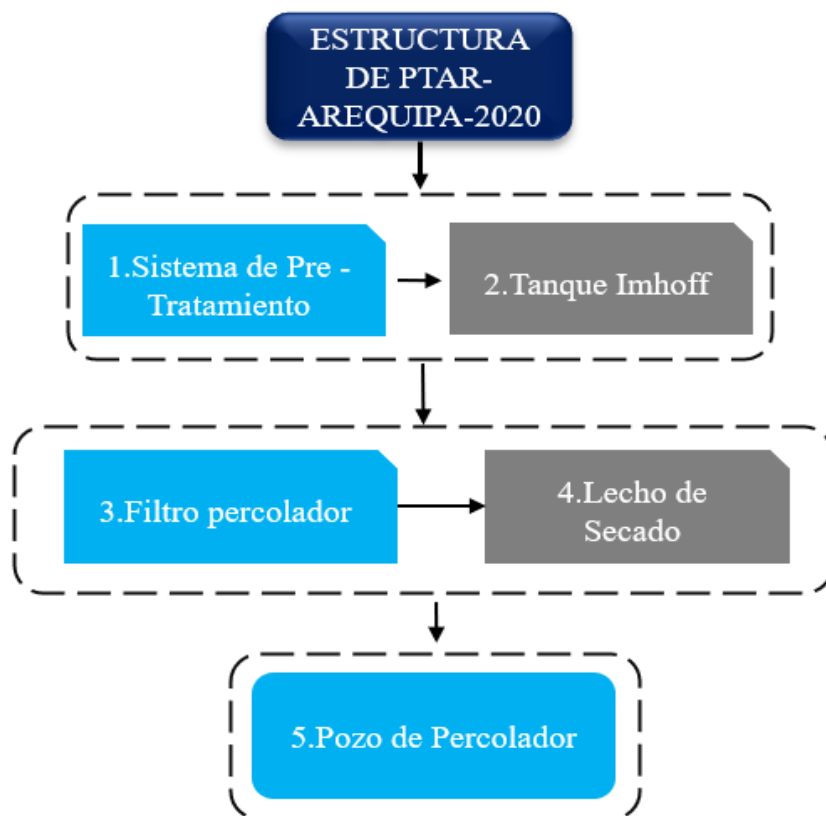 ESTRUCTURA
DE PTAR-
AREQUIPA-2020
1.Sistema de Pre -
Tratamiento
2.Tanque Imhoff
3.Filtro percolador
4.Lecho de
Secado
5.Pozo de Percolador